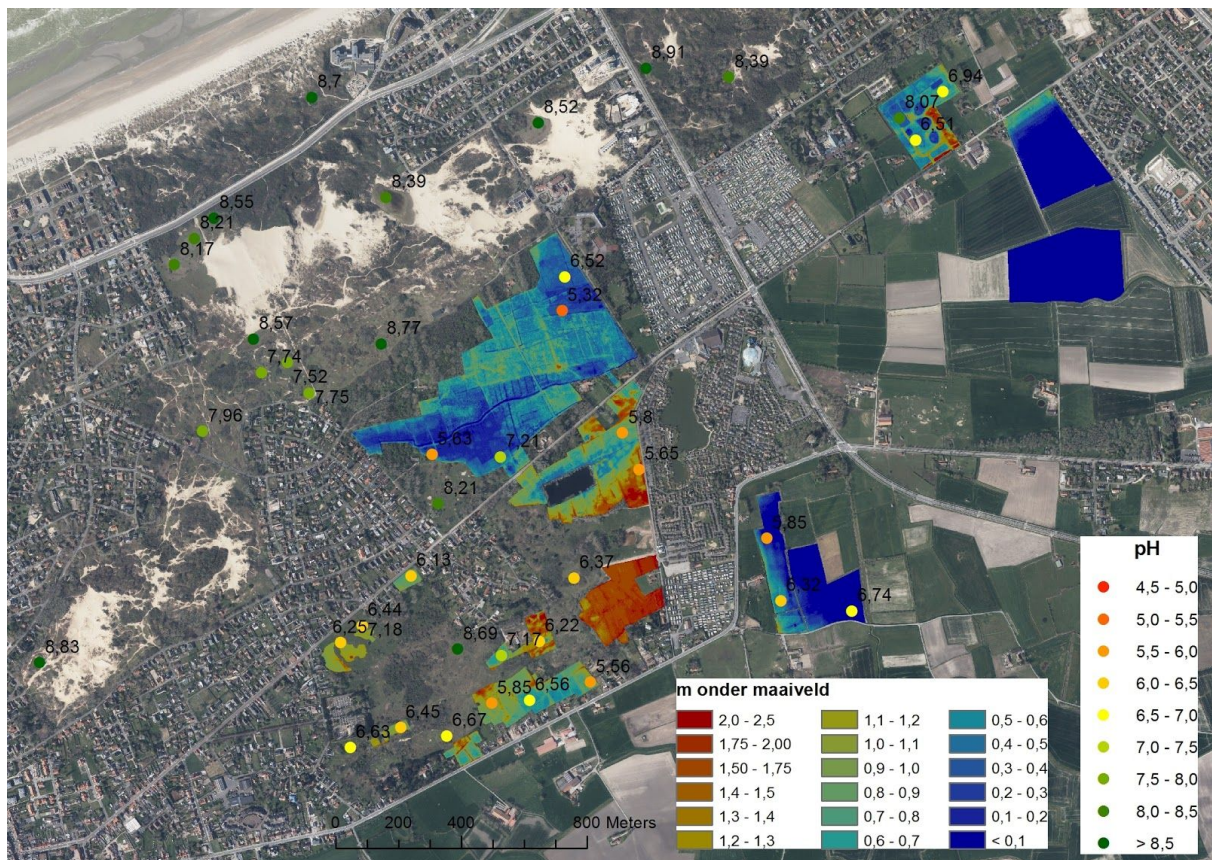 8,91
8,39
8,7
6,94
8,07
8,52
6,51
8,39
8,55
8,21
8,17
6,52
5,32
8,57
8,77
7,74
7,52
7,75
7,96
5,8
5,63
7,21
5,65
8,21
5,85
6,13
6,37
6,32
6,74
6,44
6,25
7,18
6,22
8,69
7,17
8,83
5,56
5,85
6,56
6,45
6,67
6,63
0 200 400 800 Meters
m onder maaiveld
2,0 - 2,5
1,75 - 2,00
1,50 - 1,75
1,4 - 1,5
1,3 - 1,4
1,2 - 1,3
1,1 - 1,2
1,0 - 1,1
0,9 - 1,0
0,8 - 0,9
0,7 - 0,8
0,6 - 0,7
0,5 - 0,6
0,4 - 0,5
0,3 - 0,4
0,2 - 0,3
0,1 - 0,2
< 0,1
pH
4,5 - 5,0
5,0 - 5,5
5,5 - 6,0
6,0 - 6,5
6,5 - 7,0
7,0 - 7,5
7,5 - 8,0
8,0 - 8,5
> 8,5